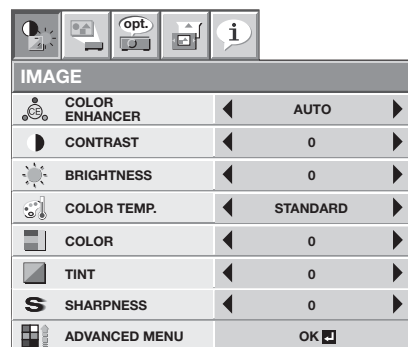 opt.
i
IMAGE
CE
COLOR
ENHANCER
AUTO
CONTRAST
0
BRIGHTNESS
0
COLOR TEMP.
STANDARD
COLOR
0
TINT
0
S SHARPNESS
0
ADVANCED MENU
OK